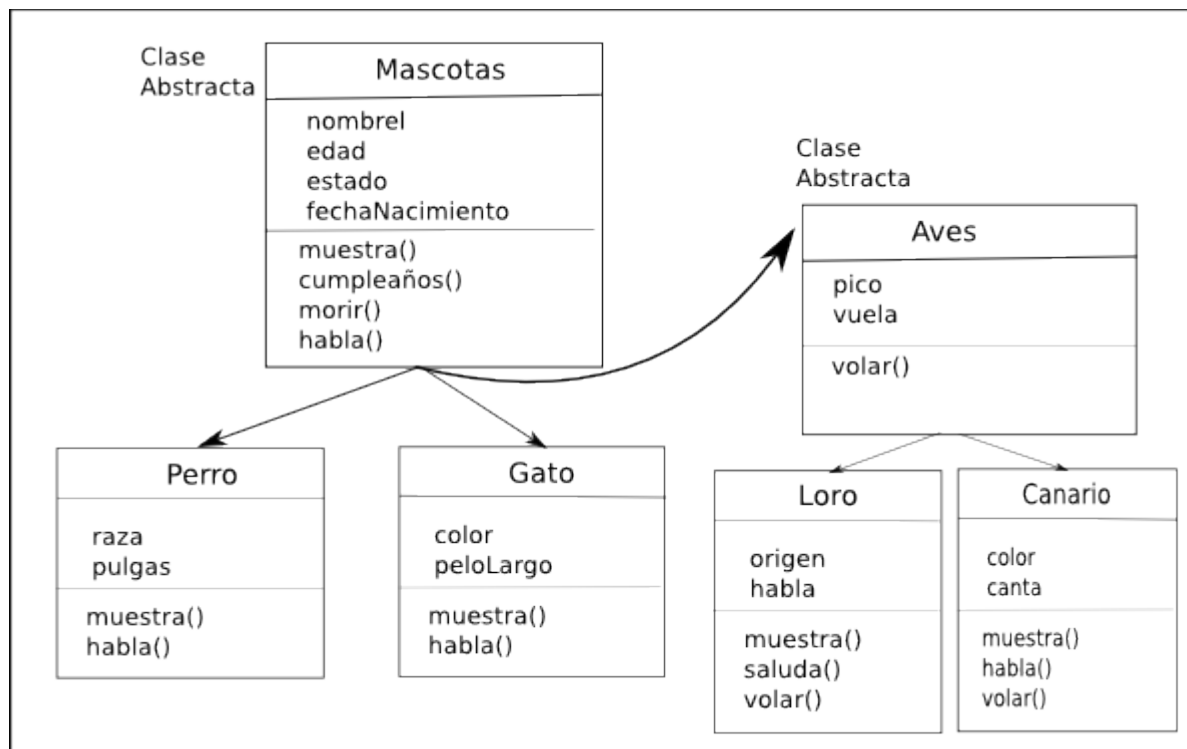 Clase
Abstracta
Mascotas
nombrel
edad
estado
fechaNacimiento
muestra()
cumpleaños()
morir()
habla()
Clase
Abstracta
Aves
pico
vuela
volar()
Perro
raza
pulgas
muestra()
habla()
Gato
color
peloLargo
muestra()
habla()
Loro
origen
habla
muestra()
saluda()
volar()
Canario
color
canta
muestra()
habla()
volar()